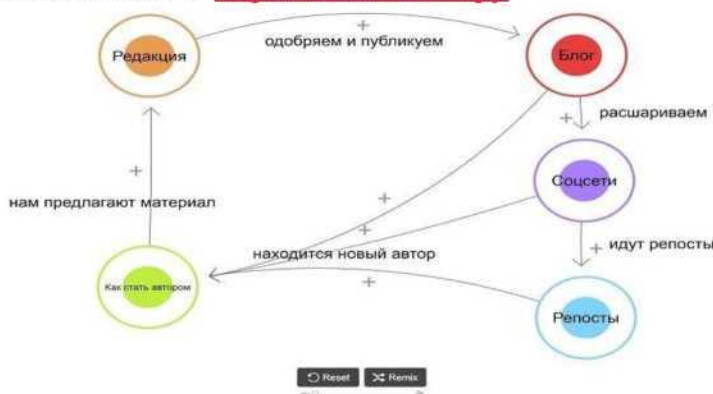 одобряем и публикуем
Редакция
Блог
расшариваем
Соцсети
нам предлагают материал
идут репосты
находится новый автор
Как стать автором
Репосты
Reset
Remix